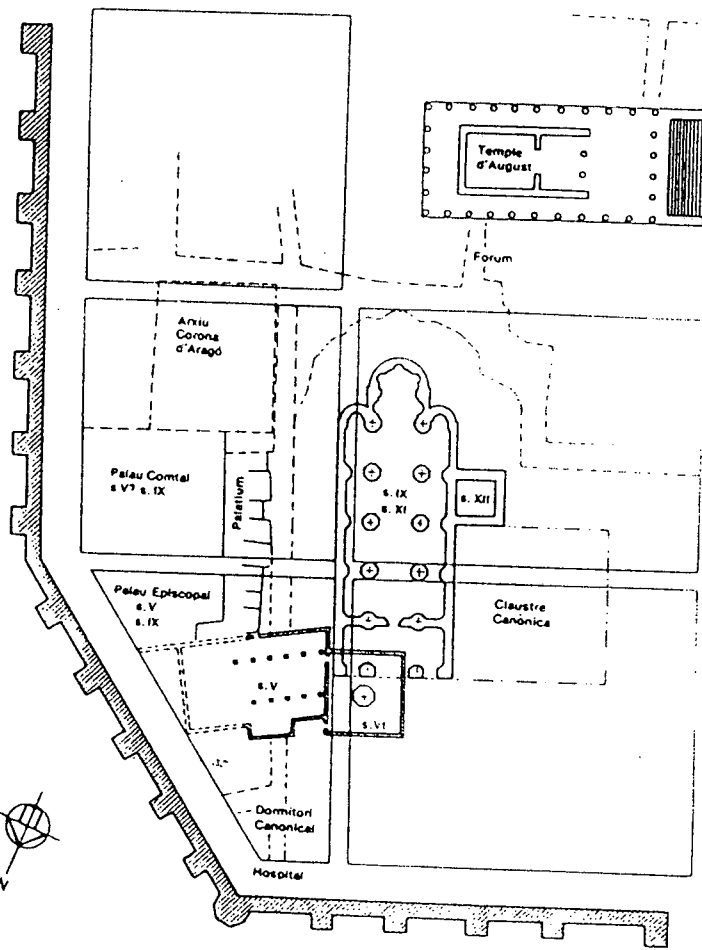 Temple
d'August
Forum
Arxiu
Corona
d'Aragó
Palau Comtal
s V? s. IX
Palatium
s. IX
s. XI
s. XII
Palau Episcopal
s. V
s. IX
Claustre
Canònica
s. V
s. VI
Dormitori
Canonical
Hospital
N